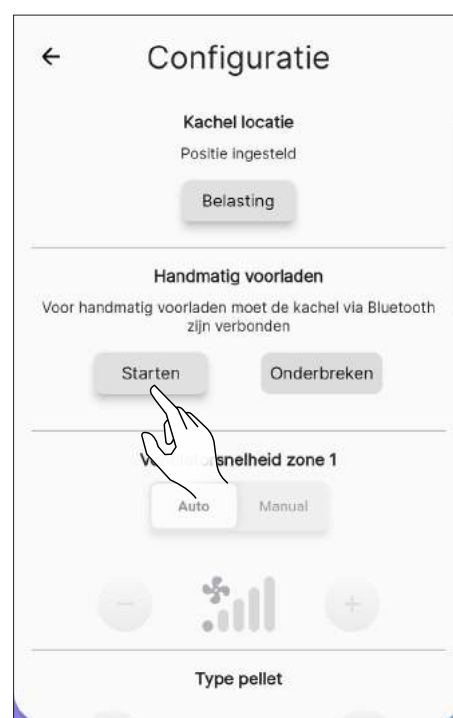 Configuratie
Kachel locatie
Positie ingesteld
Belasting
Handmatig voorladen
Voor handmatig voorladen moet de kachel via Bluetooth
zijn verbonden
Starten Onderbreken
snelheid zone 1
Auto Manual
Type pellet